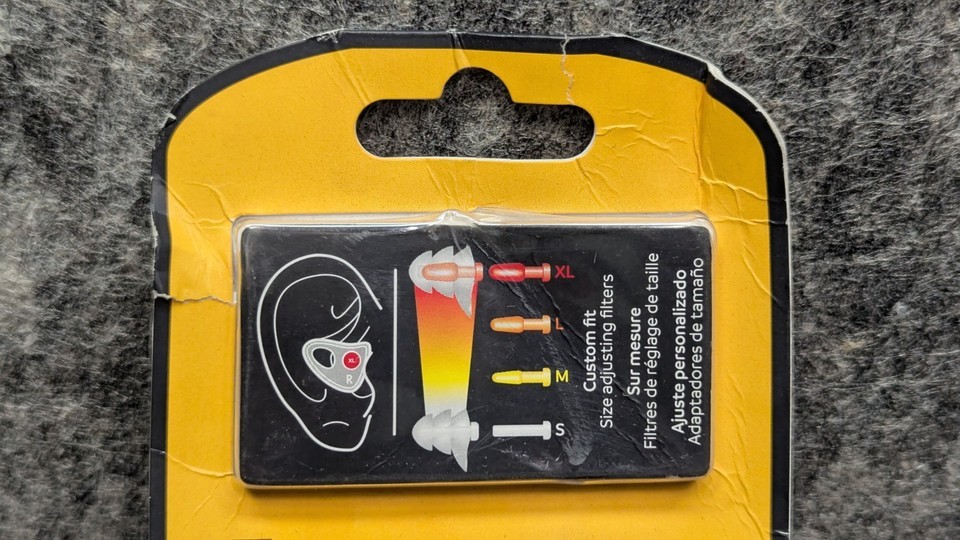 XL
R
XL
L
M
S
Custom fit
Size adjusting filters
Sur mesure
Filtres de réglage de taille
Ajuste personalizado
Adaptadores de tamaño